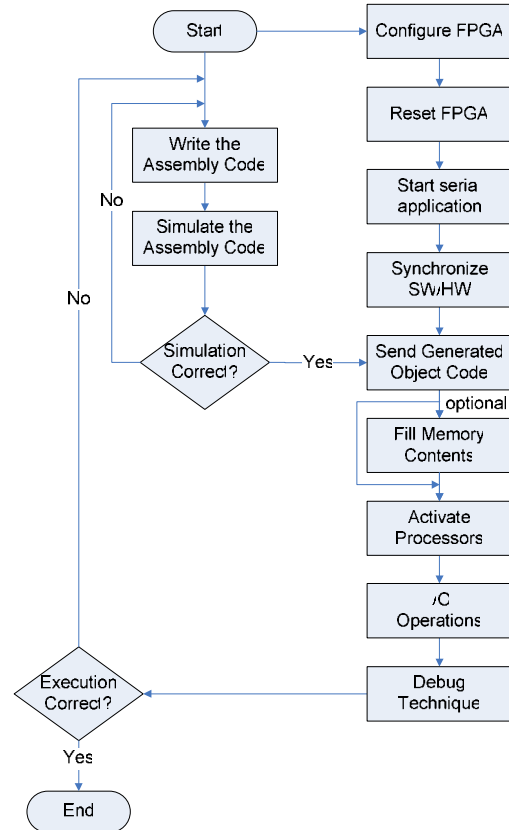 Start
Configure FPGA
Reset FPGA
Write the
Assembly Code
No
Start seria
application
Simulate the
Assembly Code
Synchronize
SW/HW
No
Simulation
Correct?
Yes
Send Generated
Object Code
optional
Fill Memory
Contents
Activate
Processors
/O
Operations
Execution
Correct?
Debug
Technique
Yes
End